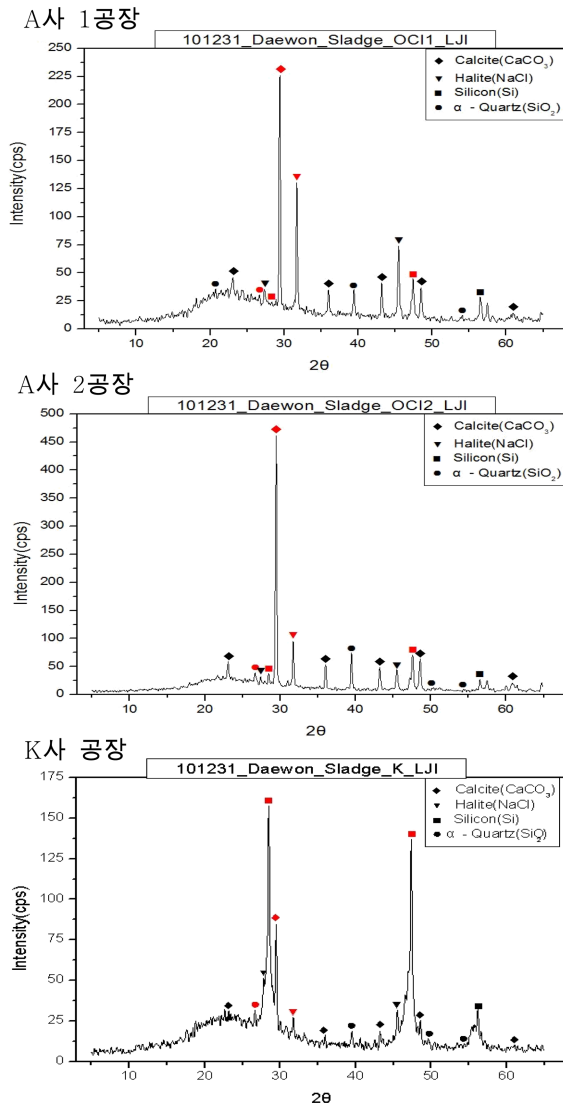 A사 1공장
101231_Daewon_Sladge_OCI1_LJI
Calcite(CaCO3)
Halite(NaCl)
Silicon(Si)
α - Quartz(SiO2)
250
225
200
175
150
125
100
75
50
25
0
Intensity(cps)
10 20 30 40 50 60
2θ
A사 2공장
101231_Daewon_Sladge_OCI2_LJI
Calcite(CaCO3)
Halite(NaCl)
Silicon(Si)
α - Quartz(SiO2)
500
450
400
350
300
250
200
150
100
50
0
Intensity(cps)
10 20 30 40 50 60
2θ
K사 공장
101231_Daewon_Sladge_K_LJI
Calcite(CaCO3)
Halite(NaCl)
Silicon(Si)
α - Quartz(SiO2)
175
150
125
100
75
50
25
0
Intensity(cps)
10 20 30 40 50 60
2θ